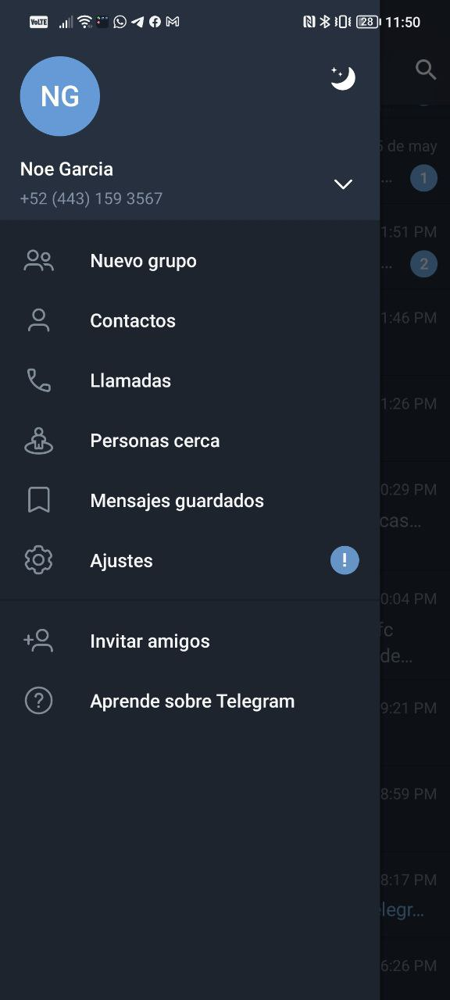 VoLTE
28
11:50
NG
Noe Garcia
+52 (443) 159 3567
Nuevo grupo
Contactos
Llamadas
Personas cerca
Mensajes guardados
Ajustes
!
Invitar amigos
Aprende sobre Telegram
5 de may
...
1
1:51 PM
...
2
1:46 PM
1:26 PM
0:29 PM
cas...
0:04 PM
fc
de...
9:21 PM
8:59 PM
8:17 PM
elegr...
6:26 PM